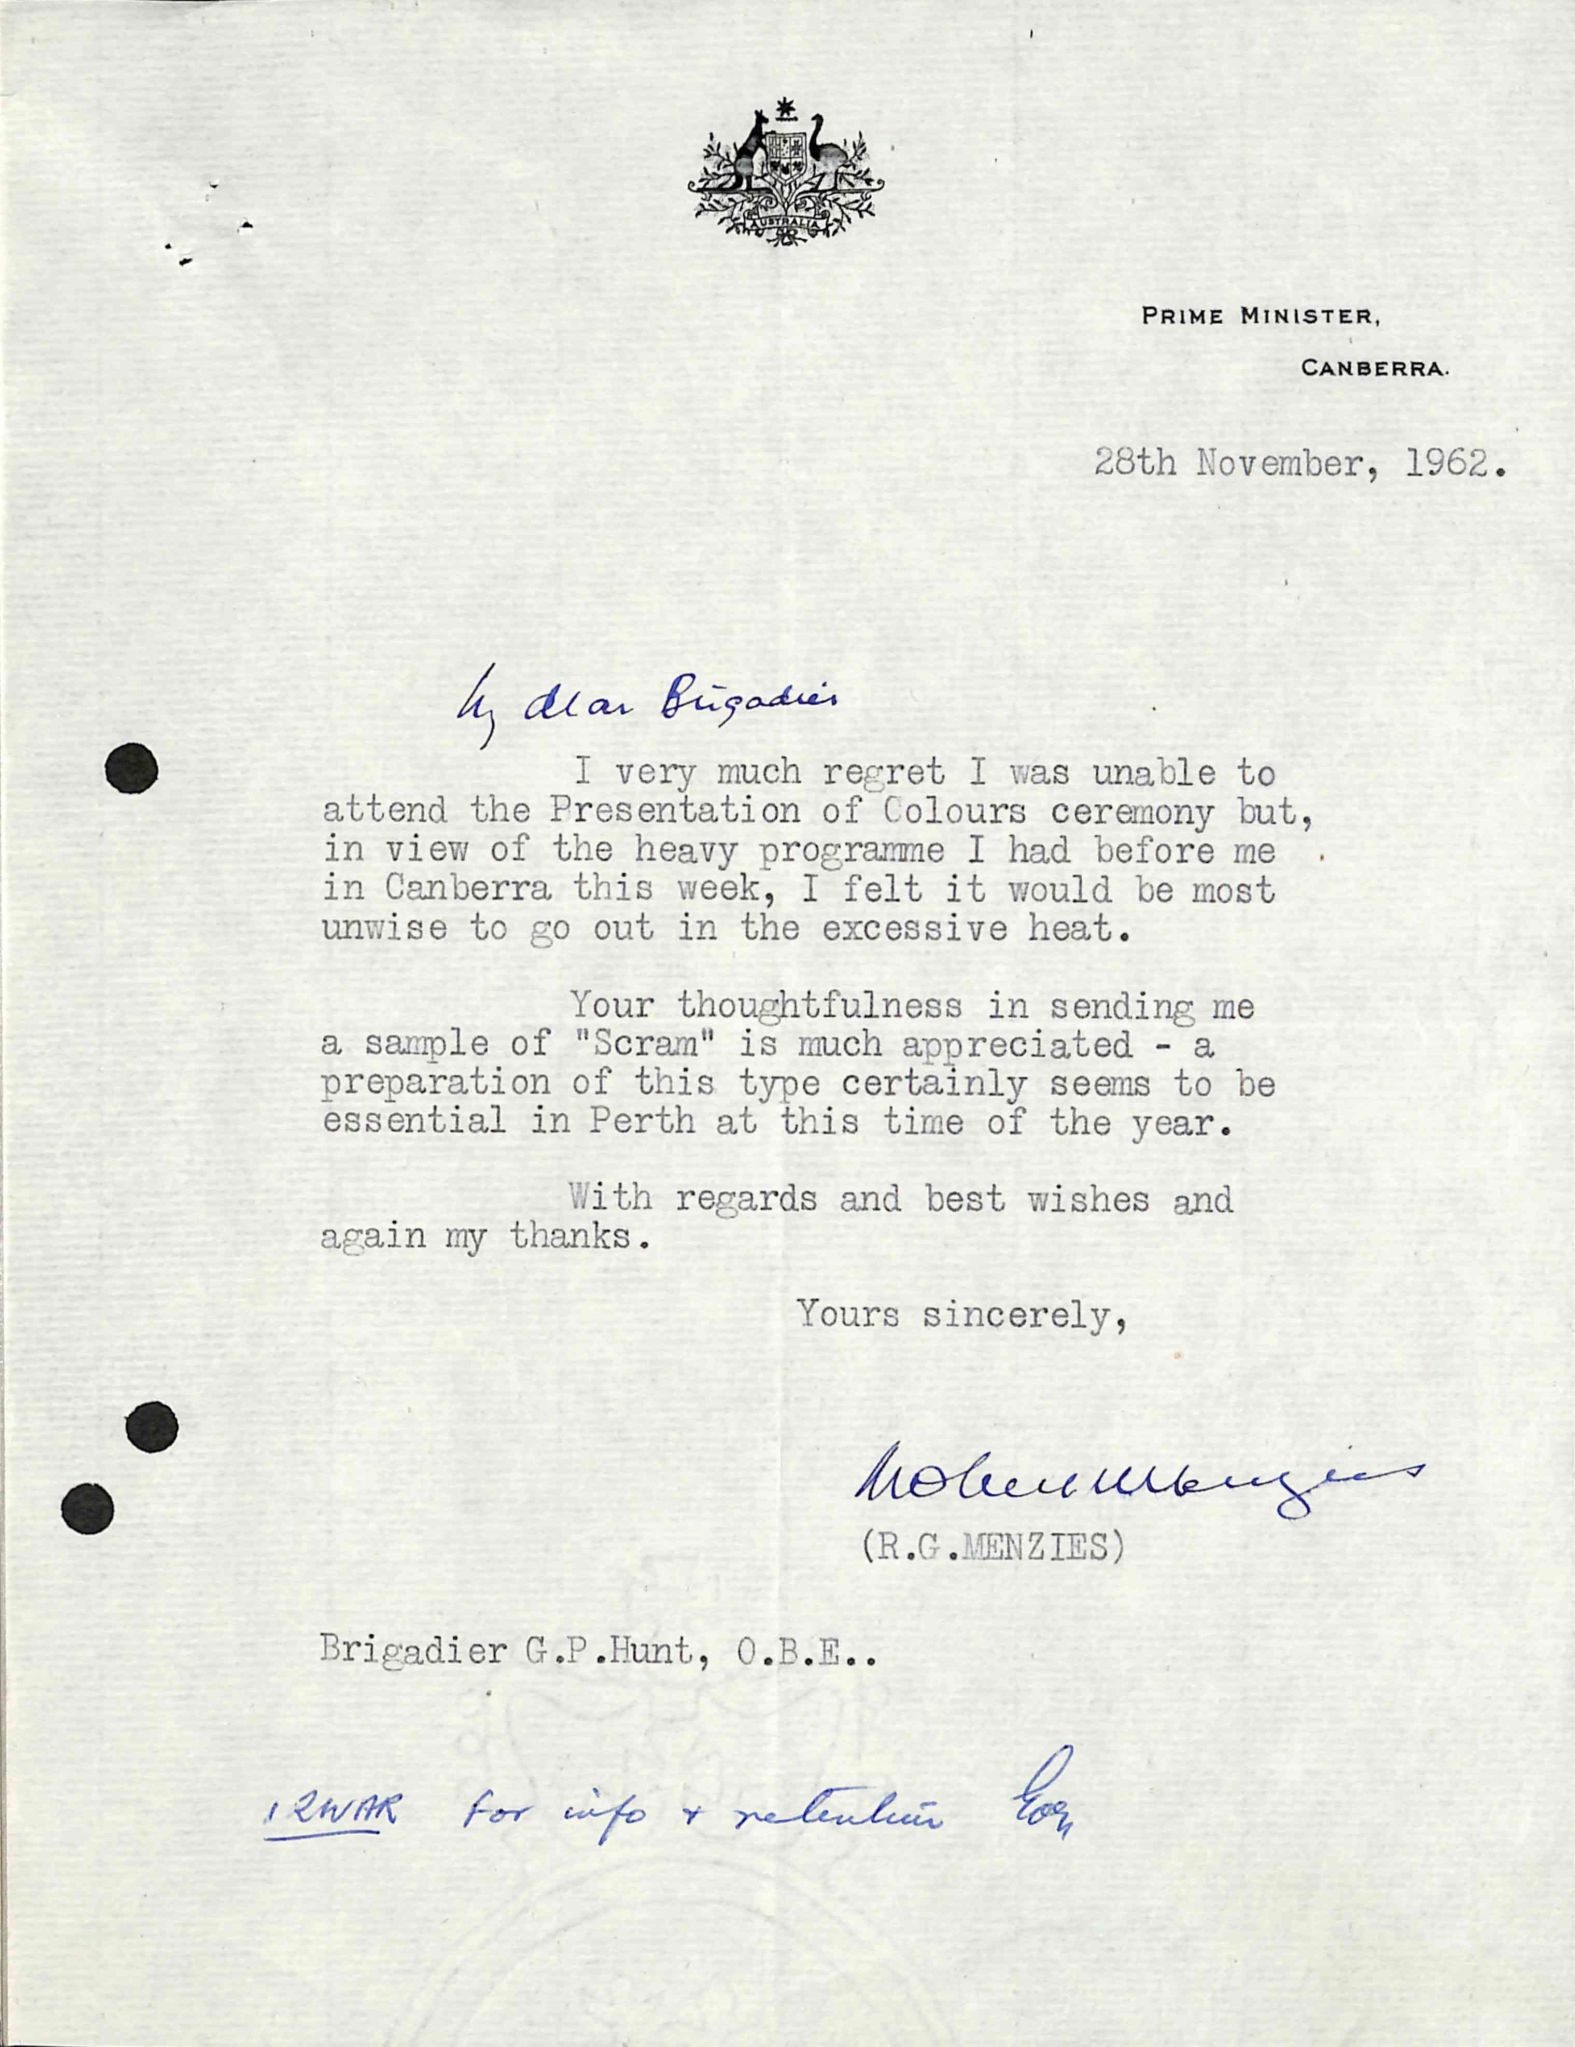 AUSTRALIA
PRIME MINISTER,
CANBERRA.
28th November, 1962.
My dear Brigadier
I very much regret I was unable to
attend the Presentation of Colours ceremony but,
in view of the heavy programme I had before me
in Canberra this week, I felt it would be most
unwise to go out in the excessive heat.
Your thoughtfulness in sending me
a sample of "Scram" is much appreciated - a
preparation of this type certainly seems to be
essential in Perth at this time of the year.
With regards and best wishes and
again my thanks.
Yours sincerely,
Robert Menzies
(R.G.MENZIES)
Brigadier G.P.Hunt, O.B.E..
For info + retention